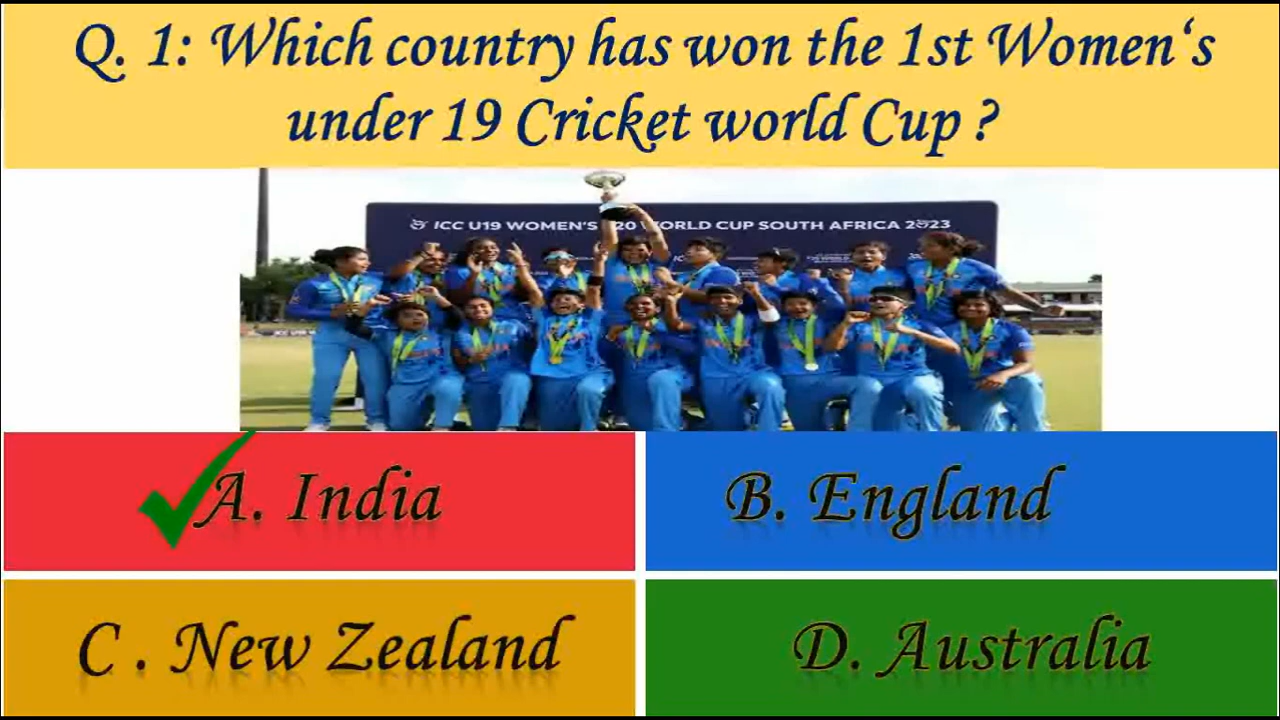 Q. 1: Which country has won the 1st Women‘s
under 19 Cricket world Cup ?
ICC U19 WOMEN'S T20 WORLD CUP SOUTH AFRICA 2023
A. India
B. England
C . New Zealand
D. Australia